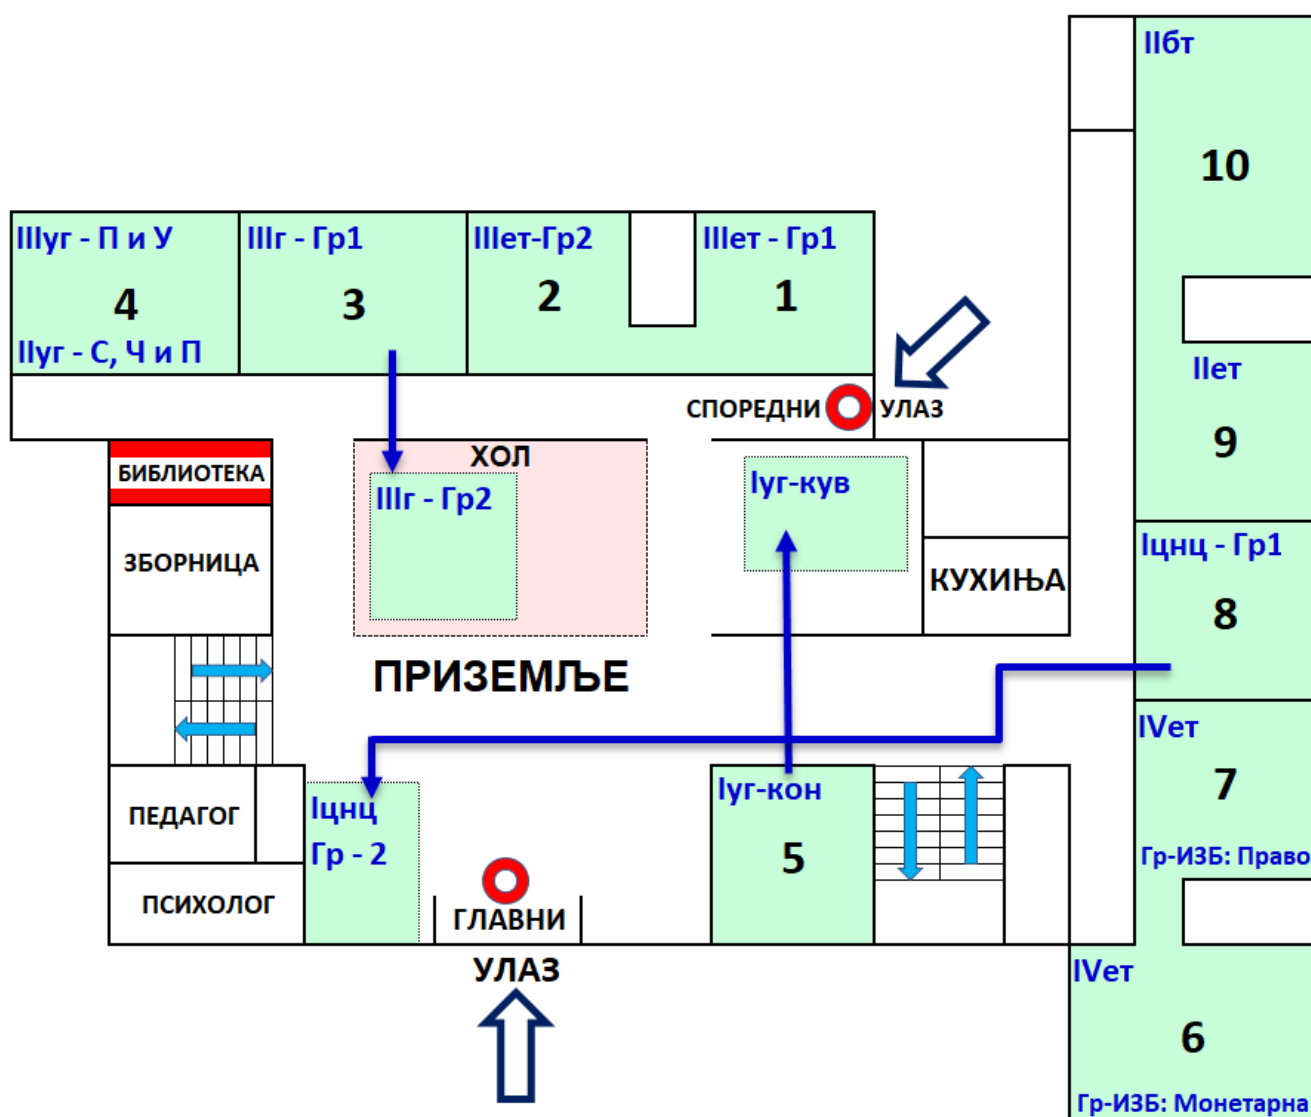 IIбт
10
IIIуг - П и У
IIIг - Гр1
IIIет-Гр2
IIIет - Гр1
4
3
2
1
IIуг - С, Ч и П
IIет
9
СПОРЕДНИ УЛАЗ
БИБЛИОТЕКА
ХОЛ
IIIг - Гр2
Iуг-кув
ЗБОРНИЦА
КУХИЊА
Iцнц - Гр1
8
ПРИЗЕМЉЕ
IVет
7
Гр-ИЗБ: Право
ПЕДАГОГ
ПСИХОЛОГ
Iцнц
Гр - 2
Iуг-кон
5
ГЛАВНИ
УЛАЗ
IVет
6
Гр-ИЗБ: Монетарна